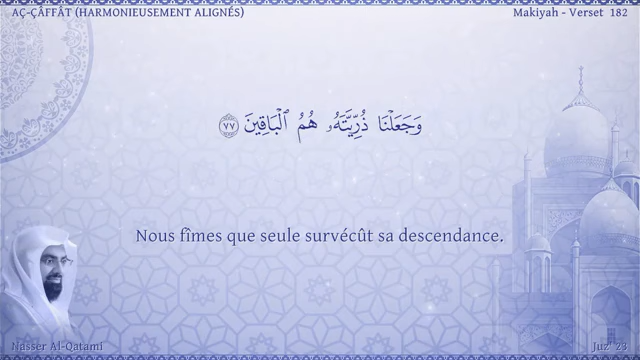 AÇ-ÇÂFFÂT (HARMONIEUSEMENT ALIGNÉS)
Makiyah - Verset 182
وَجَعَلْنَا ذُرِّيَّتَهُۥ هُمُ ٱلْبَاقِينَ ٧٧
Nous fîmes que seule survécût sa descendance.
Nasser Al-Qatami
Juz' 23